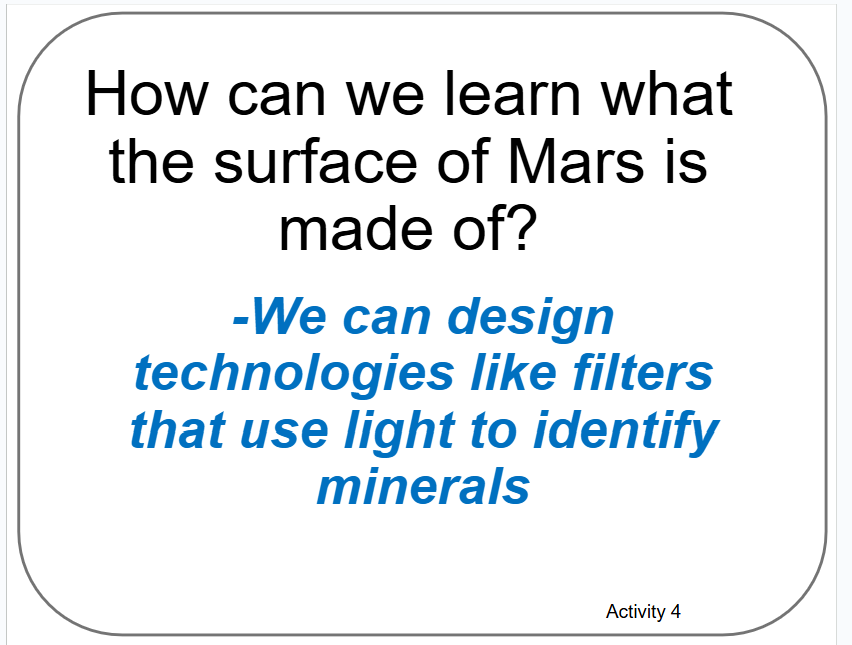 How can we learn what
the surface of Mars is
made of?
-We can design
technologies like filters
that use light to identify
minerals
Activity 4